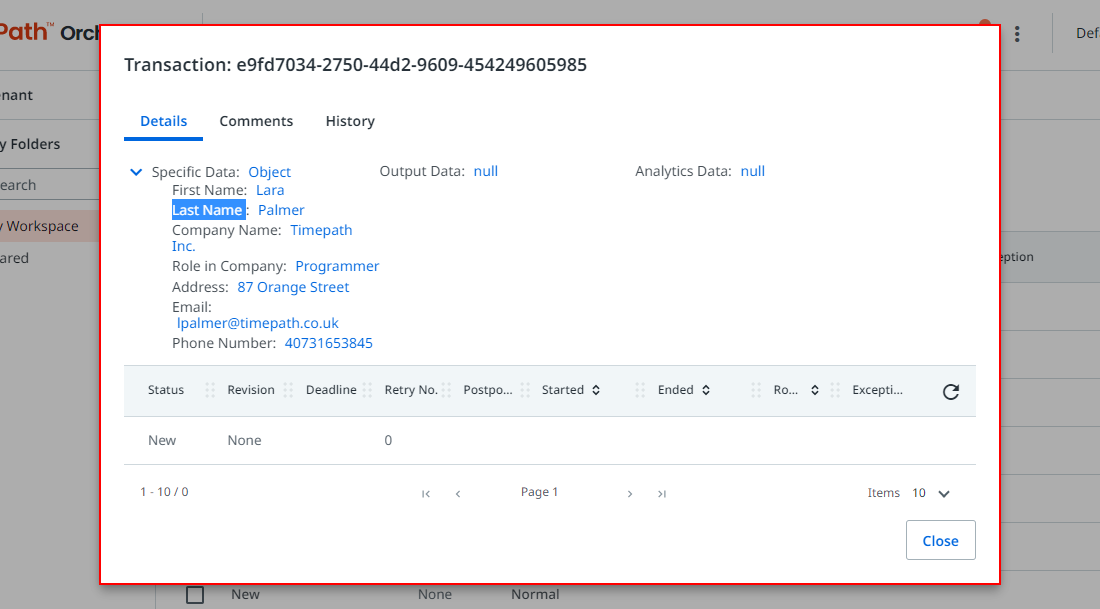 Path™ Orch
Def
Transaction: e9fd7034-2750-44d2-9609-454249605985
nant
Details Comments History
y Folders
Specific Data: Object Output Data: null Analytics Data: null
earch
First Name: Lara
Last Name : Palmer
y Workspace
Company Name: Timepath
Inc.
ared
eption
Role in Company: Programmer
Address: 87 Orange Street
Email:
lpalmer@timepath.co.uk
Phone Number: 40731653845
Status Revision Deadline Retry No. Postpo... Started Ended Ro... Excepti...
New None 0
1 - 10 / 0 Page 1 Items 10
Close
New None Normal